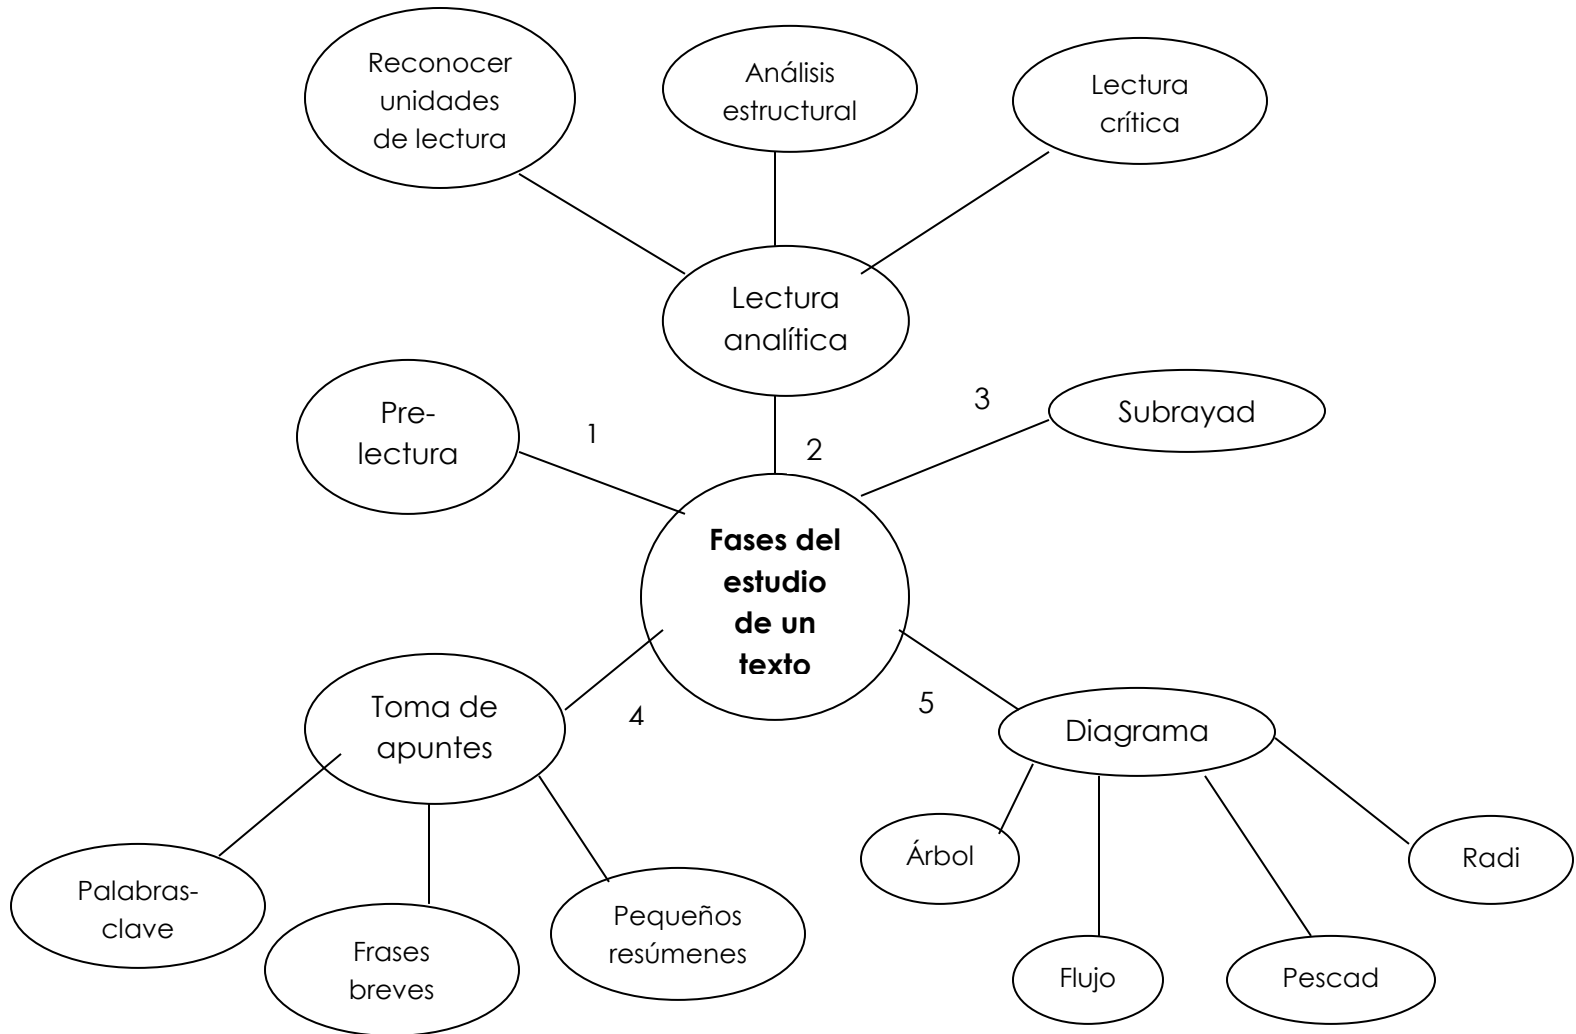 Reconocer
unidades
de lectura
Análisis
estructural
Lectura
crítica
Lectura
analítica
Pre-
lectura
1
2
3
Subrayad
Fases del
estudio
de un
texto
Toma de
apuntes
4
5
Diagrama
Palabras-
clave
Frases
breves
Pequeños
resúmenes
Árbol
Flujo
Pescad
Radi